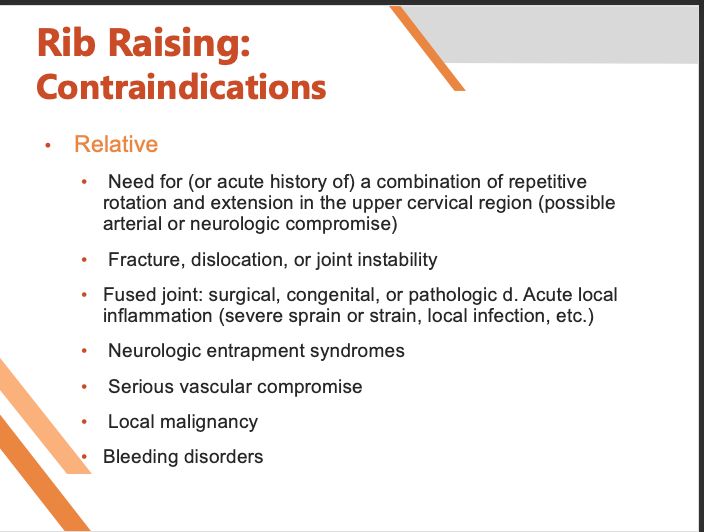 Rib Raising:
Contraindications
• Relative
• Need for (or acute history of) a combination of repetitive
rotation and extension in the upper cervical region (possible
arterial or neurologic compromise)
• Fracture, dislocation, or joint instability
• Fused joint: surgical, congenital, or pathologic d. Acute local
inflammation (severe sprain or strain, local infection, etc.)
• Neurologic entrapment syndromes
• Serious vascular compromise
• Local malignancy
• Bleeding disorders